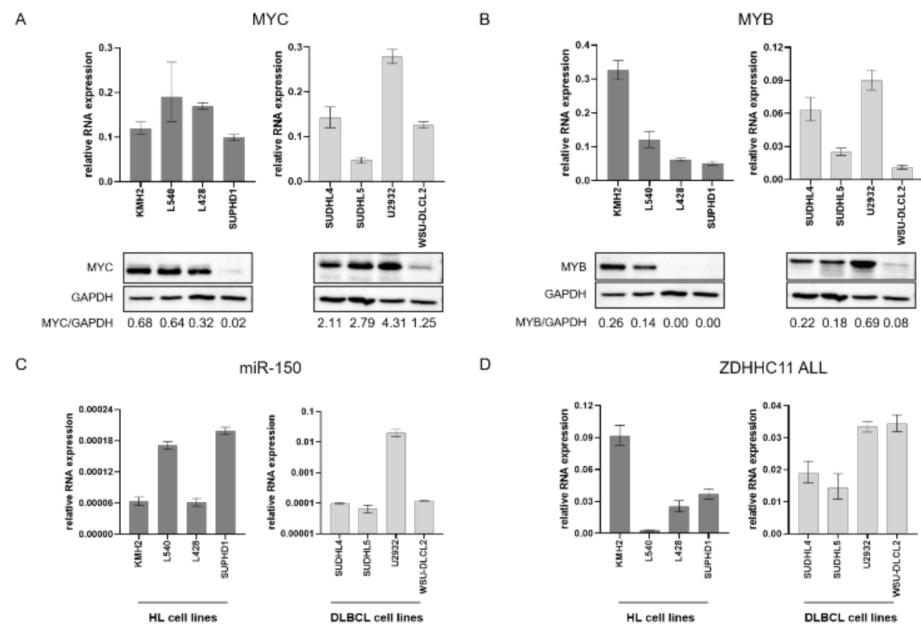 A
MYC
relative RNA expression
0.3
0.2
0.1
0.0
KMH2
L540
L428
SUPHD1
relative RNA expression
0.3
0.2
0.1
0.0
SUDHL4
SUDHL5
U2932
WSU-DLCL2
MYC
GAPDH
MYC/GAPDH
0.68 0.64 0.32 0.02
2.11 2.79 4.31 1.25
B
MYB
relative RNA expression
0.4
0.3
0.2
0.1
0.0
KMH2
L540
L428
SUPHD1
relative RNA expression
0.12
0.09
0.06
0.03
0.00
SUDHL4
SUDHL5
U2932
WSU-DLCL2
MYB
GAPDH
MYB/GAPDH
0.26 0.14 0.00 0.00
0.22 0.18 0.69 0.08
C
miR-150
relative RNA expression
0.00024
0.00018
0.00012
0.00006
0.00000
KMH2
L540
L428
SUPHD1
HL cell lines
relative RNA expression
0.1
0.01
0.001
0.0001
0.00001
SUDHL4
SUDHL5
U2932
WSU-DLCL2
DLBCL cell lines
D
ZDHHC11 ALL
relative RNA expression
0.12
0.09
0.06
0.03
0.00
KMH2
L540
L428
SUPHD1
HL cell lines
relative RNA expression
0.04
0.03
0.02
0.01
0.00
SUDHL4
SUDHL5
U2932
WSU-DLCL2
DLBCL cell lines